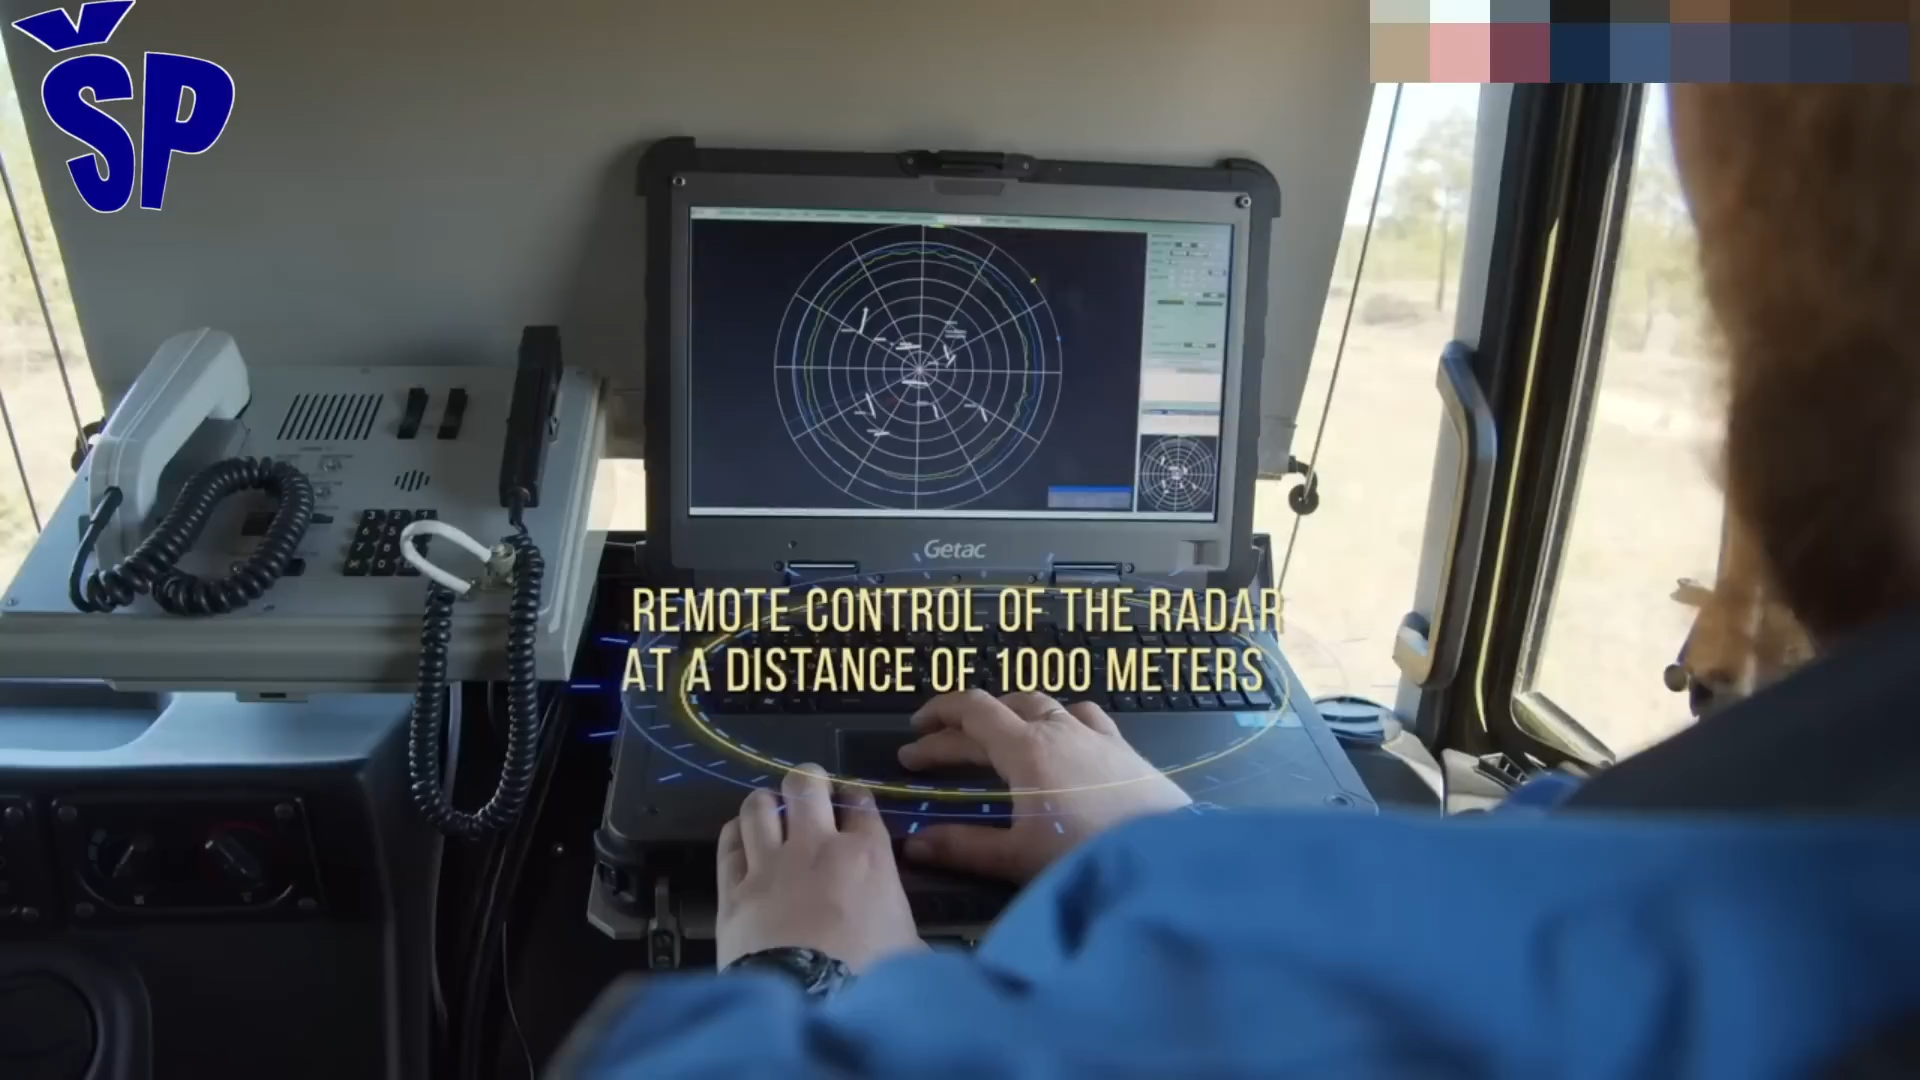 ŠP
Getac
REMOTE CONTROL OF THE RADAR
AT A DISTANCE OF 1000 METERS